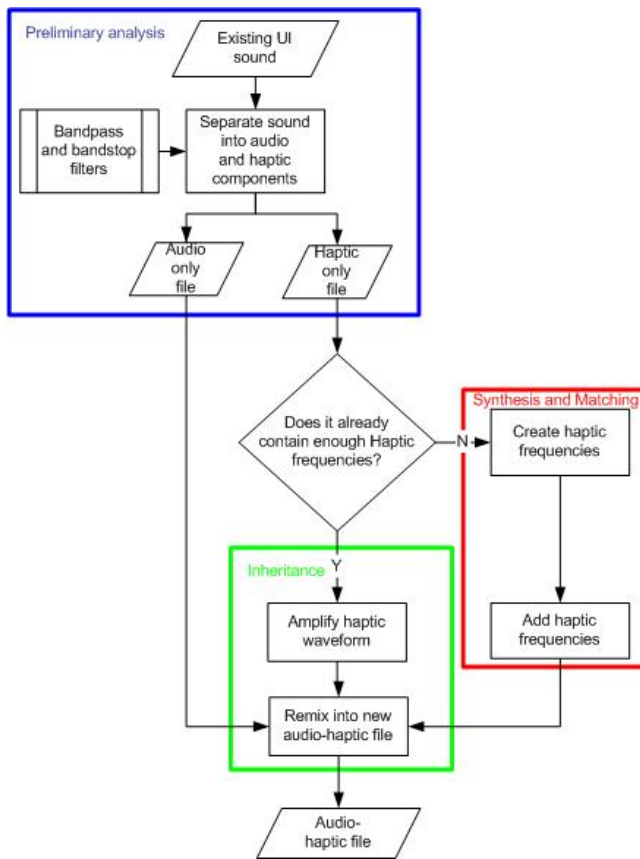 Preliminary analysis
Existing UI
sound
Bandpass
and bandstop
filters
Separate sound
into audio
and haptic
components
Audio
only
file
Haptic
only
file
Does it already
contain enough Haptic
frequencies?
N
Synthesis and Matching
Create haptic
frequencies
Add haptic
frequencies
Y
Inheritance
Amplify haptic
waveform
Remix into new
audio-haptic file
Audio-
haptic file